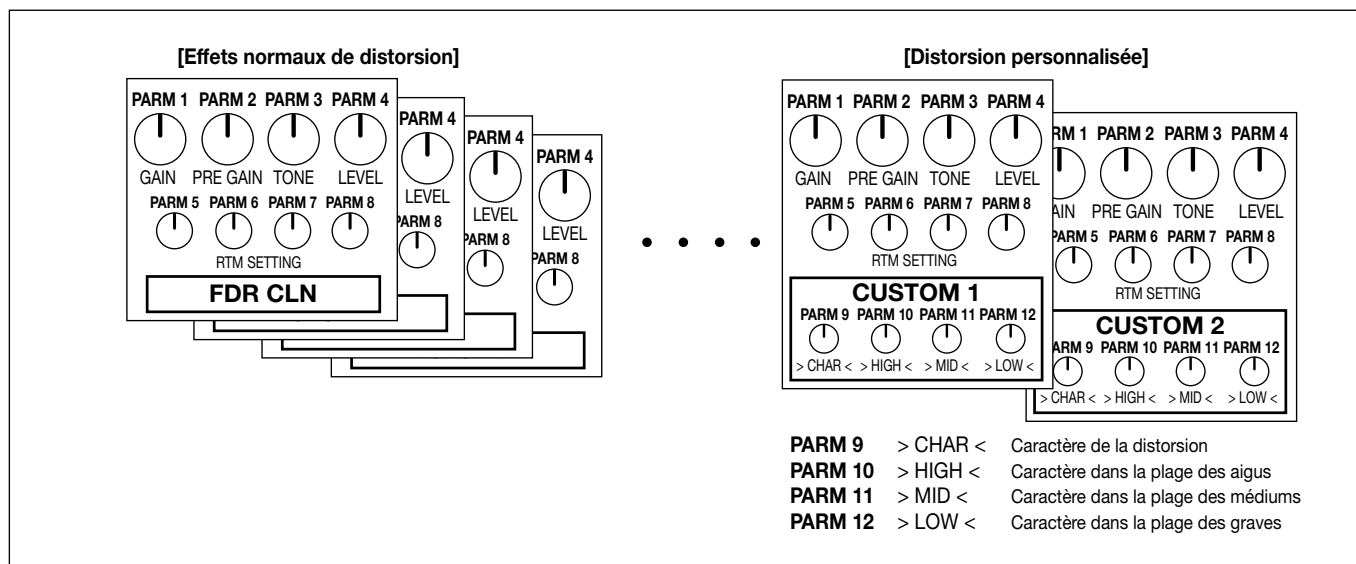 [Effets normaux de distorsion]
PARM 1 PARM 2 PARM 3 PARM 4
GAIN PRE GAIN TONE LEVEL
PARM 5 PARM 6 PARM 7 PARM 8
RTM SETTING
FDR CLN
PARM 4
LEVEL
PARM 8
PARM 4
LEVEL
PARM 8
PARM 4
LEVEL
PARM 8
[Distorsion personnalisée]
PARM 1 PARM 2 PARM 3 PARM 4
GAIN PRE GAIN TONE LEVEL
PARM 5 PARM 6 PARM 7 PARM 8
RTM SETTING
CUSTOM 1
PARM 9 PARM 10 PARM 11 PARM 12
> CHAR < > HIGH < > MID < > LOW <
RM 1 PARM 2 PARM 3 PARM 4
AIN PRE GAIN TONE LEVEL
PARM 5 PARM 6 PARM 7 PARM 8
RTM SETTING
CUSTOM 2
ARM 9 PARM 10 PARM 11 PARM 12
> CHAR < > HIGH < > MID < > LOW <
PARM 9 > CHAR < Caractère de la distorsion
PARM 10 > HIGH < Caractère dans la plage des aigus
PARM 11 > MID < Caractère dans la plage des médiums
PARM 12 > LOW < Caractère dans la plage des graves